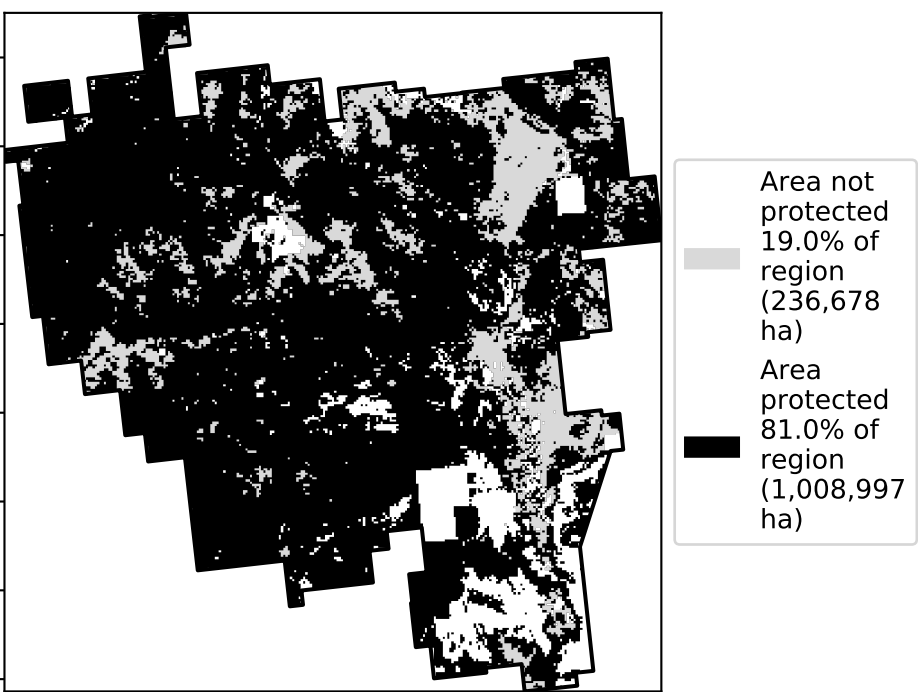 Area not
protected
19.0% of
region
(236,678
ha)
Area
protected
81.0% of
region
(1,008,997
ha)